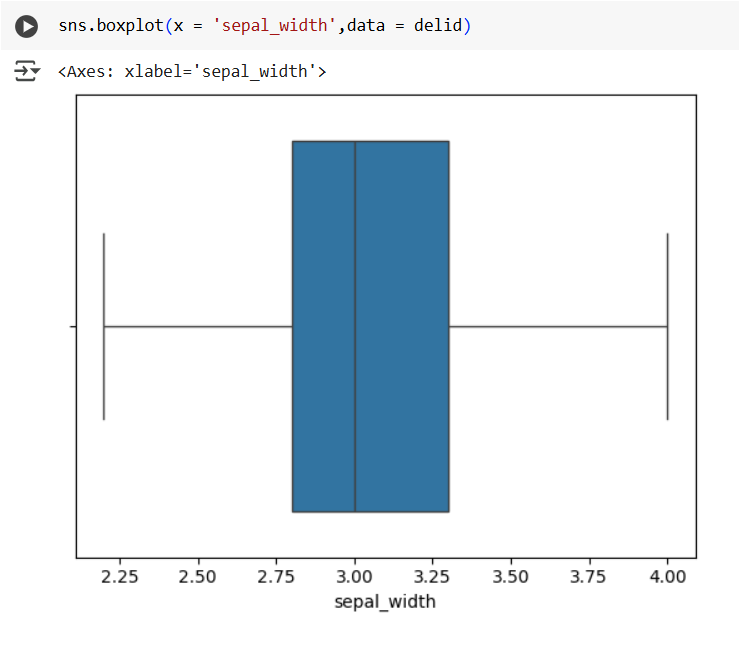 sns.boxplot(x = 'sepal_width',data = delid)
<Axes: xlabel='sepal_width'>
2.25 2.50 2.75 3.00 3.25 3.50 3.75 4.00
sepal_width